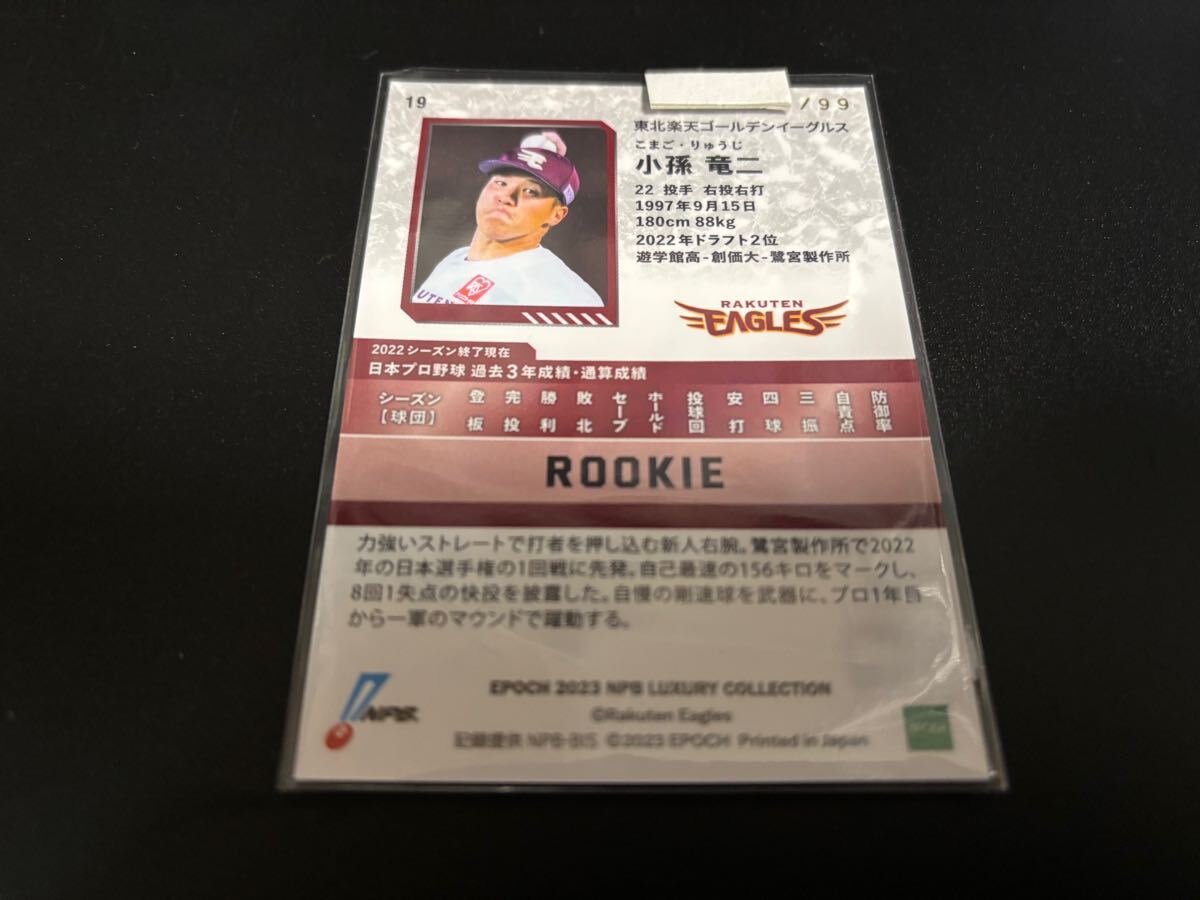 19
/99
東北楽天ゴールデンイーグルス
こまご・りゅうじ
小孫 竜二
22 投手 右投右打
1997年9月15日
180cm 88kg
2022年ドラフト2位
遊学館高-創価大-鷺宮製作所
RAKUTEN
EAGLES
2022シーズン終了現在
日本プロ野球 過去3年成績・通算成績
シーズン【球団】 登板 完投 勝利 敗北 セーブ ホールド 投球回 安打 四球 三振 自責点 防御率
ROOKIE
力強いストレートで打者を押し込む新人右腕。鷺宮製作所で2022
年の日本選手権の1回戦に先発。自己最速の156キロをマークし、
8回1失点の快投を披露した。自慢の剛速球を武器に、プロ1年目
から一軍のマウンドで躍動する。
NPB
EPOCH 2023 NPB LUXURY COLLECTION
©Rakuten Eagles
記録提供 NPB-BIS ©2023 EPOCH Printed in Japan